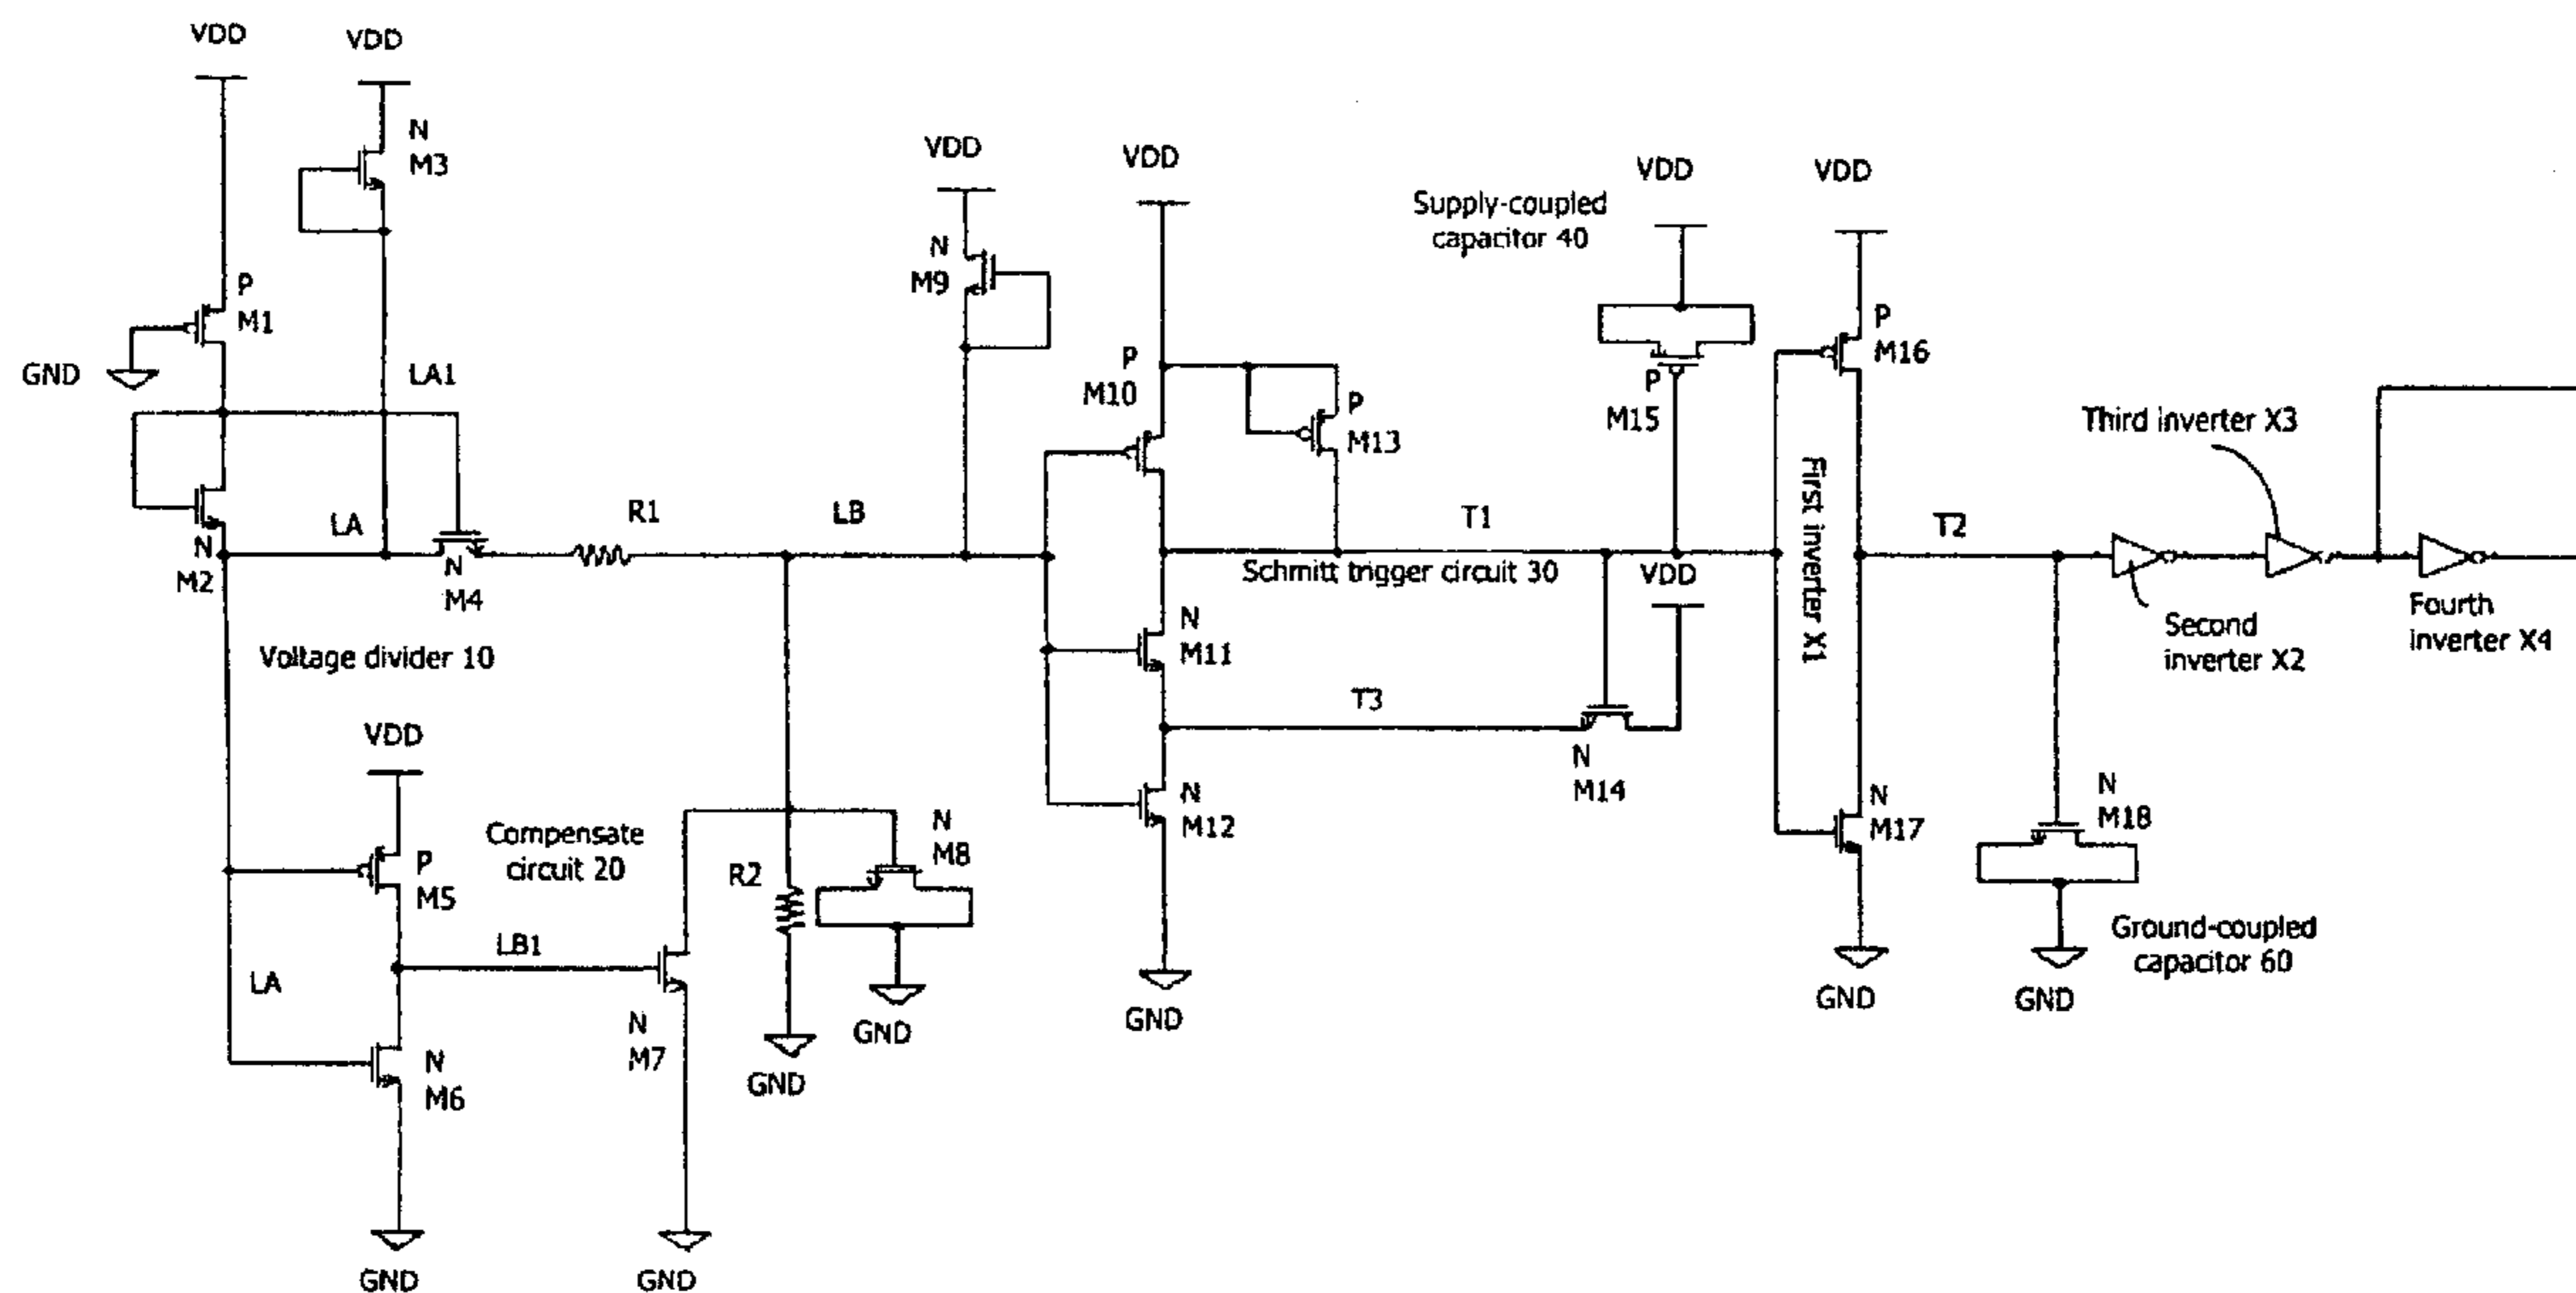 VDD
VDD
N
M3
P
M1
GND
LA1
LA
N
M2
N
M4
R1
LB
Voltage divider 10
VDD
N
M9
VDD
P
M10
P
M13
Supply-coupled
capacitor 40
VDD
P
M15
VDD
P
M16
T1
Schmitt trigger circuit 30
VDD
First inverter X1
T2
Third inverter X3
Second
inverter X2
Fourth
inverter X4
N
M11
T3
N
M14
N
M12
GND
VDD
P
M5
Compensate
circuit 20
LB1
LA
N
M6
GND
N
M7
GND
R2
GND
N
M8
GND
N
M17
GND
N
M18
Ground-coupled
capacitor 60
GND